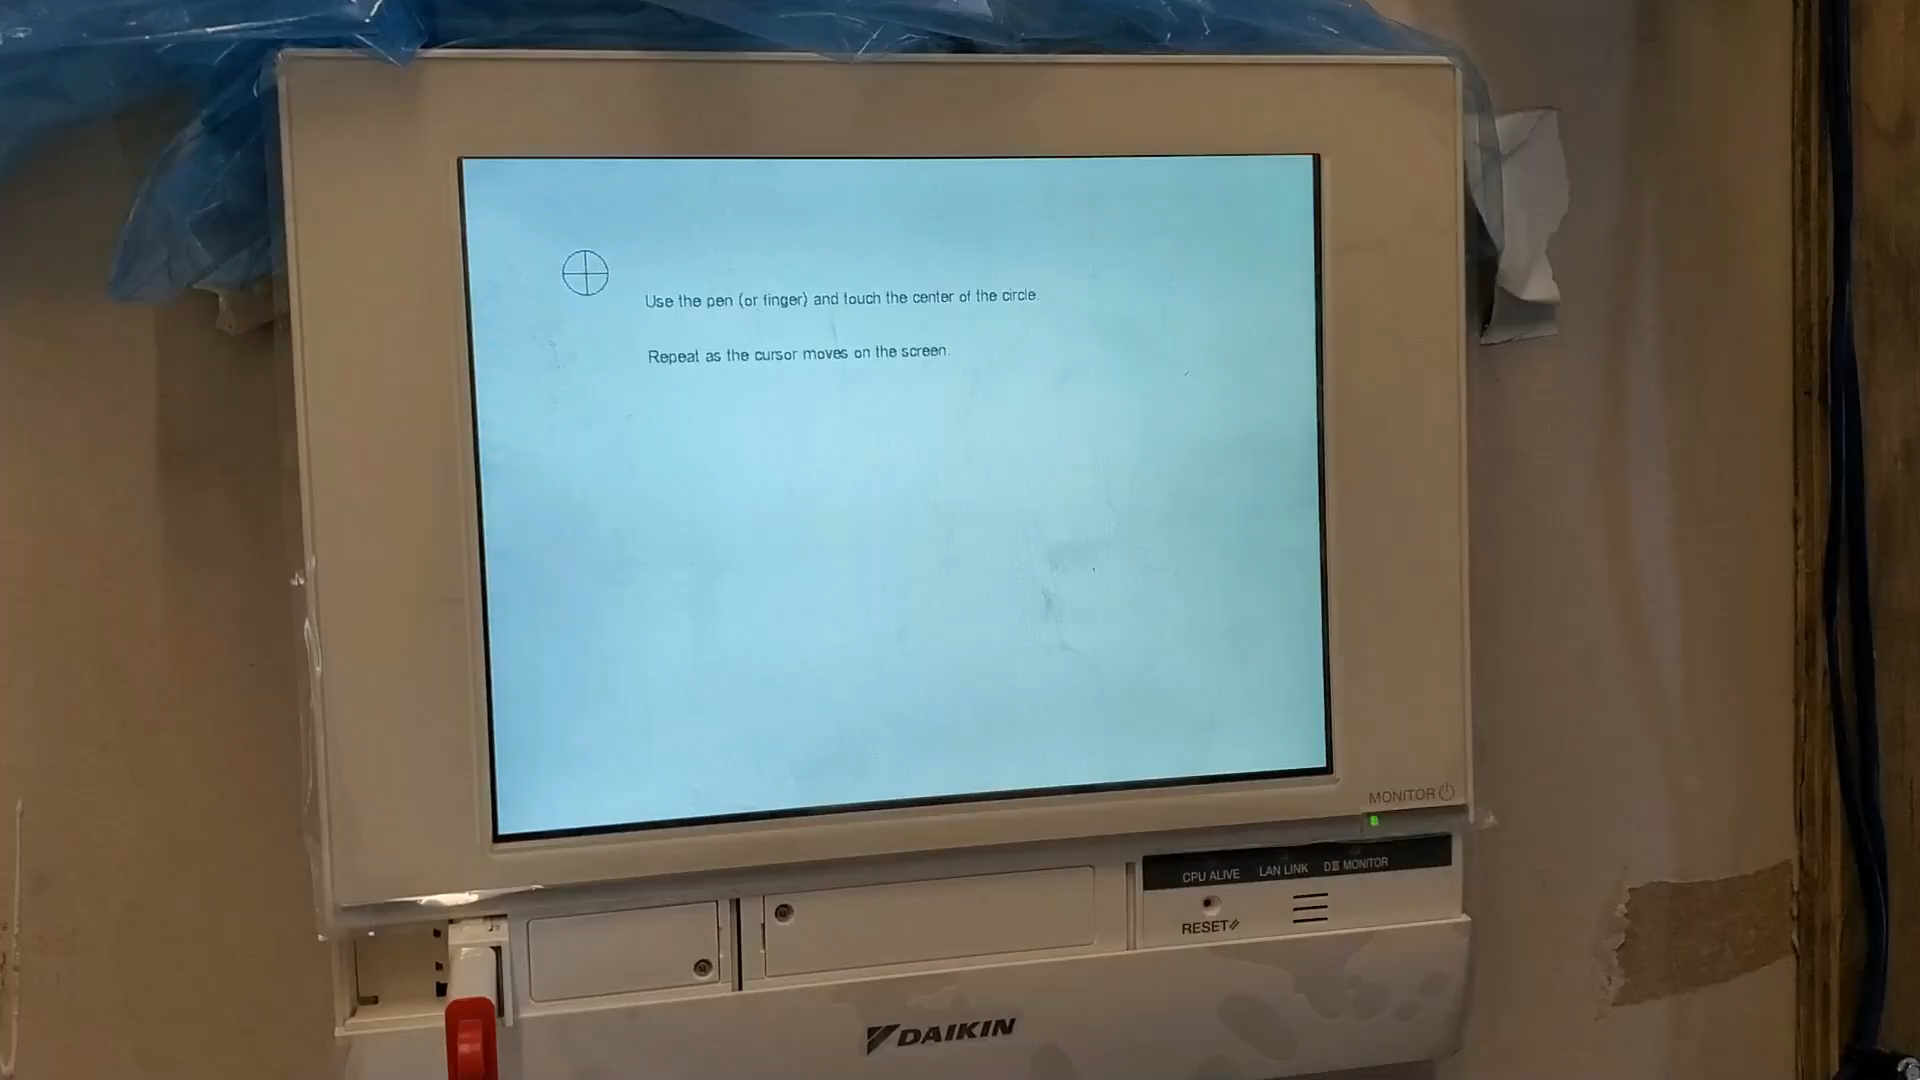 Use the pen (or finger) and touch the center of the circle.
Repeat as the cursor moves on the screen.
MONITOR
CPU ALIVE LAN LINK DⅢ MONITOR
RESET
DAIKIN